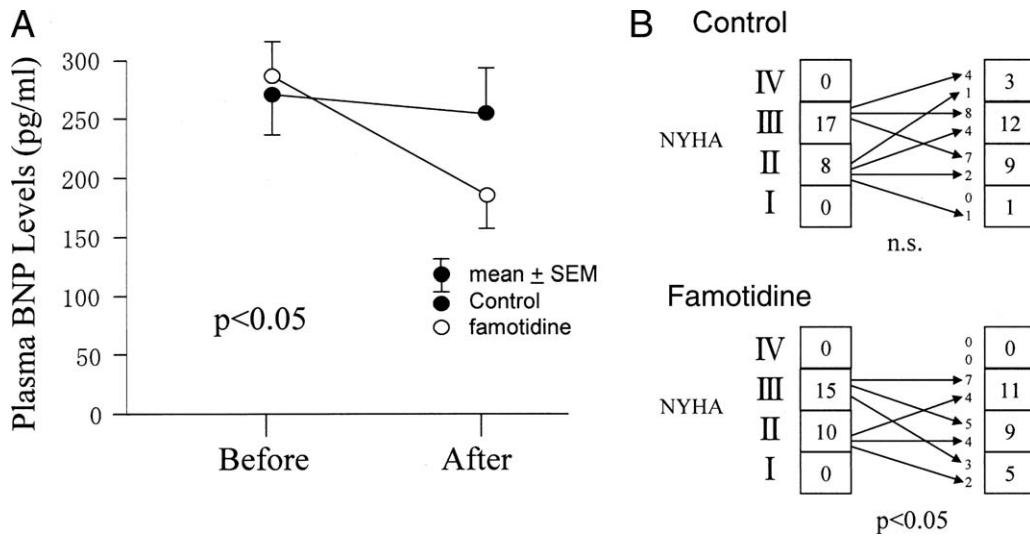 A
Plasma BNP Levels (pg/ml)
300
250
200
150
100
50
0
mean ± SEM
Control
famotidine
p<0.05
Before After
B
Control
NYHA
IV 0 4 3
1
III 17 8 12
4
II 8 7 9
2
I 0 0 1
1
n.s.
Famotidine
NYHA
IV 0 0 0
0
III 15 7 11
4
II 10 5 9
4
I 0 3 5
2
p<0.05